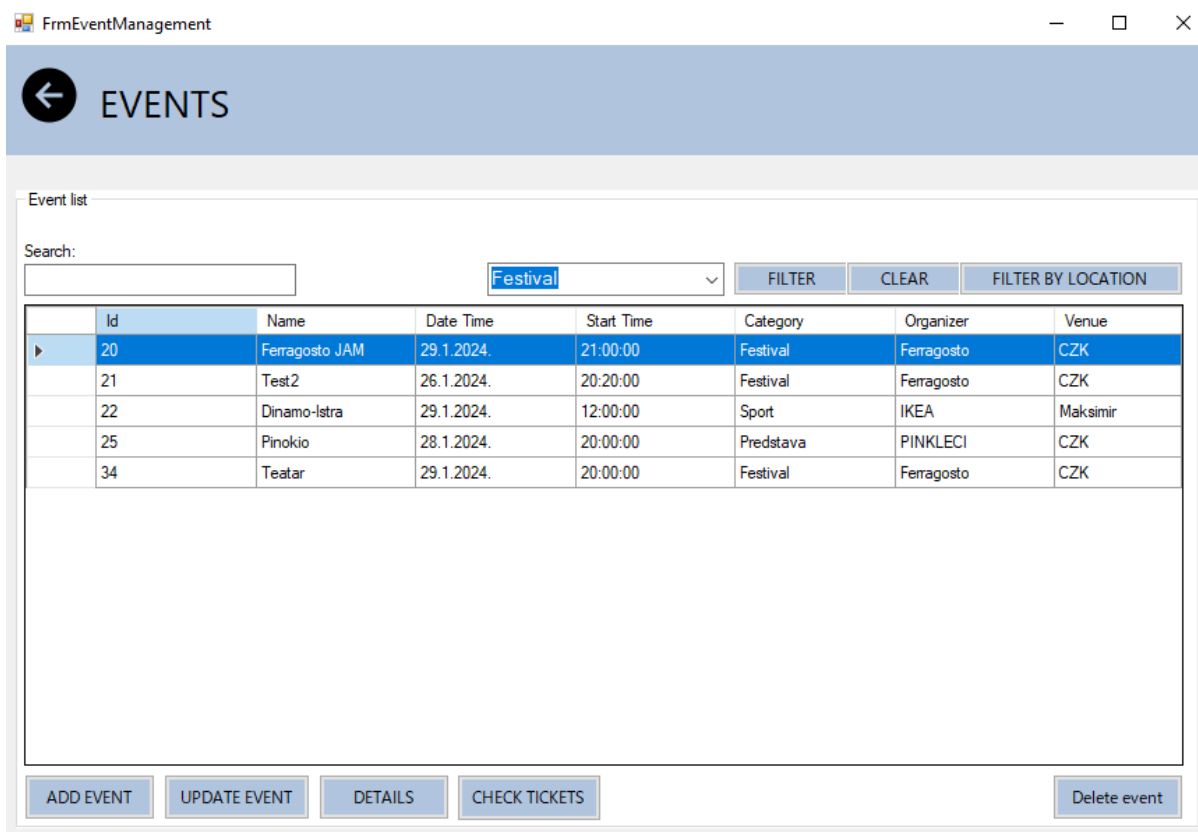 FrmEventManagement
EVENTS
Event list
Search:
Festival FILTER CLEAR FILTER BY LOCATION
Id Name Date Time Start Time Category Organizer Venue
20 Ferragosto JAM 29.1.2024. 21:00:00 Festival Ferragosto CZK
21 Test2 26.1.2024. 20:20:00 Festival Ferragosto CZK
22 Dinamo-Istra 29.1.2024. 12:00:00 Sport IKEA Maksimir
25 Pinokio 28.1.2024. 20:00:00 Predstava PINKLECI CZK
34 Teatar 29.1.2024. 20:00:00 Festival Ferragosto CZK
ADD EVENT UPDATE EVENT DETAILS CHECK TICKETS Delete event